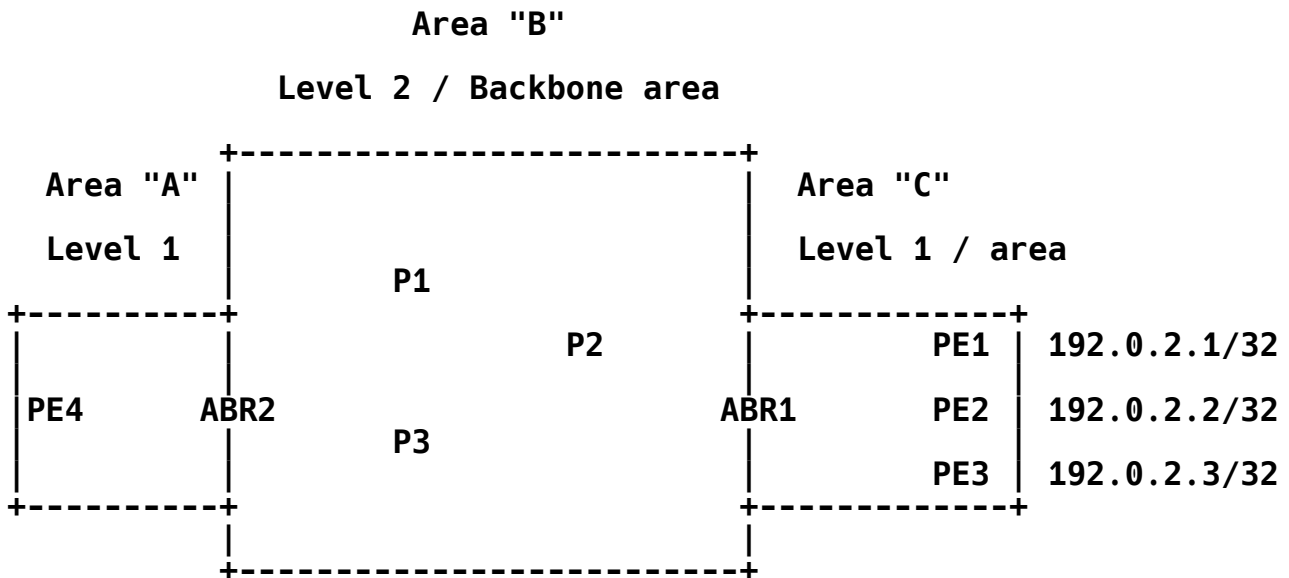 Area "B"
Level 2 / Backbone area
Area "A" Area "C"
Level 1 Level 1 / area
P1
P2 PE1 192.0.2.1/32
PE4 ABR2 ABR1 PE2 192.0.2.2/32
P3
PE3 192.0.2.3/32